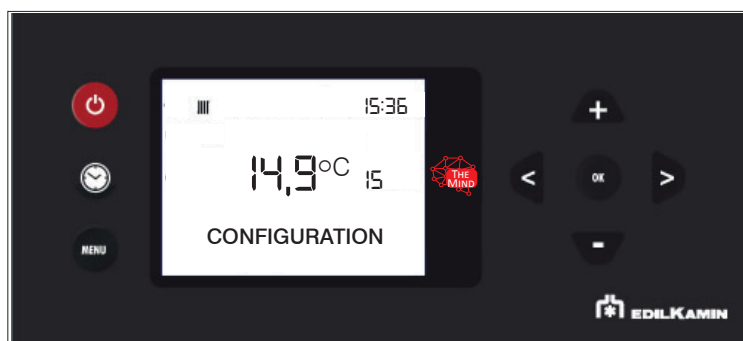 15:36
14,9°C 15
THE
MIND
CONFIGURATION
MENU
OK
EDILKAMIN